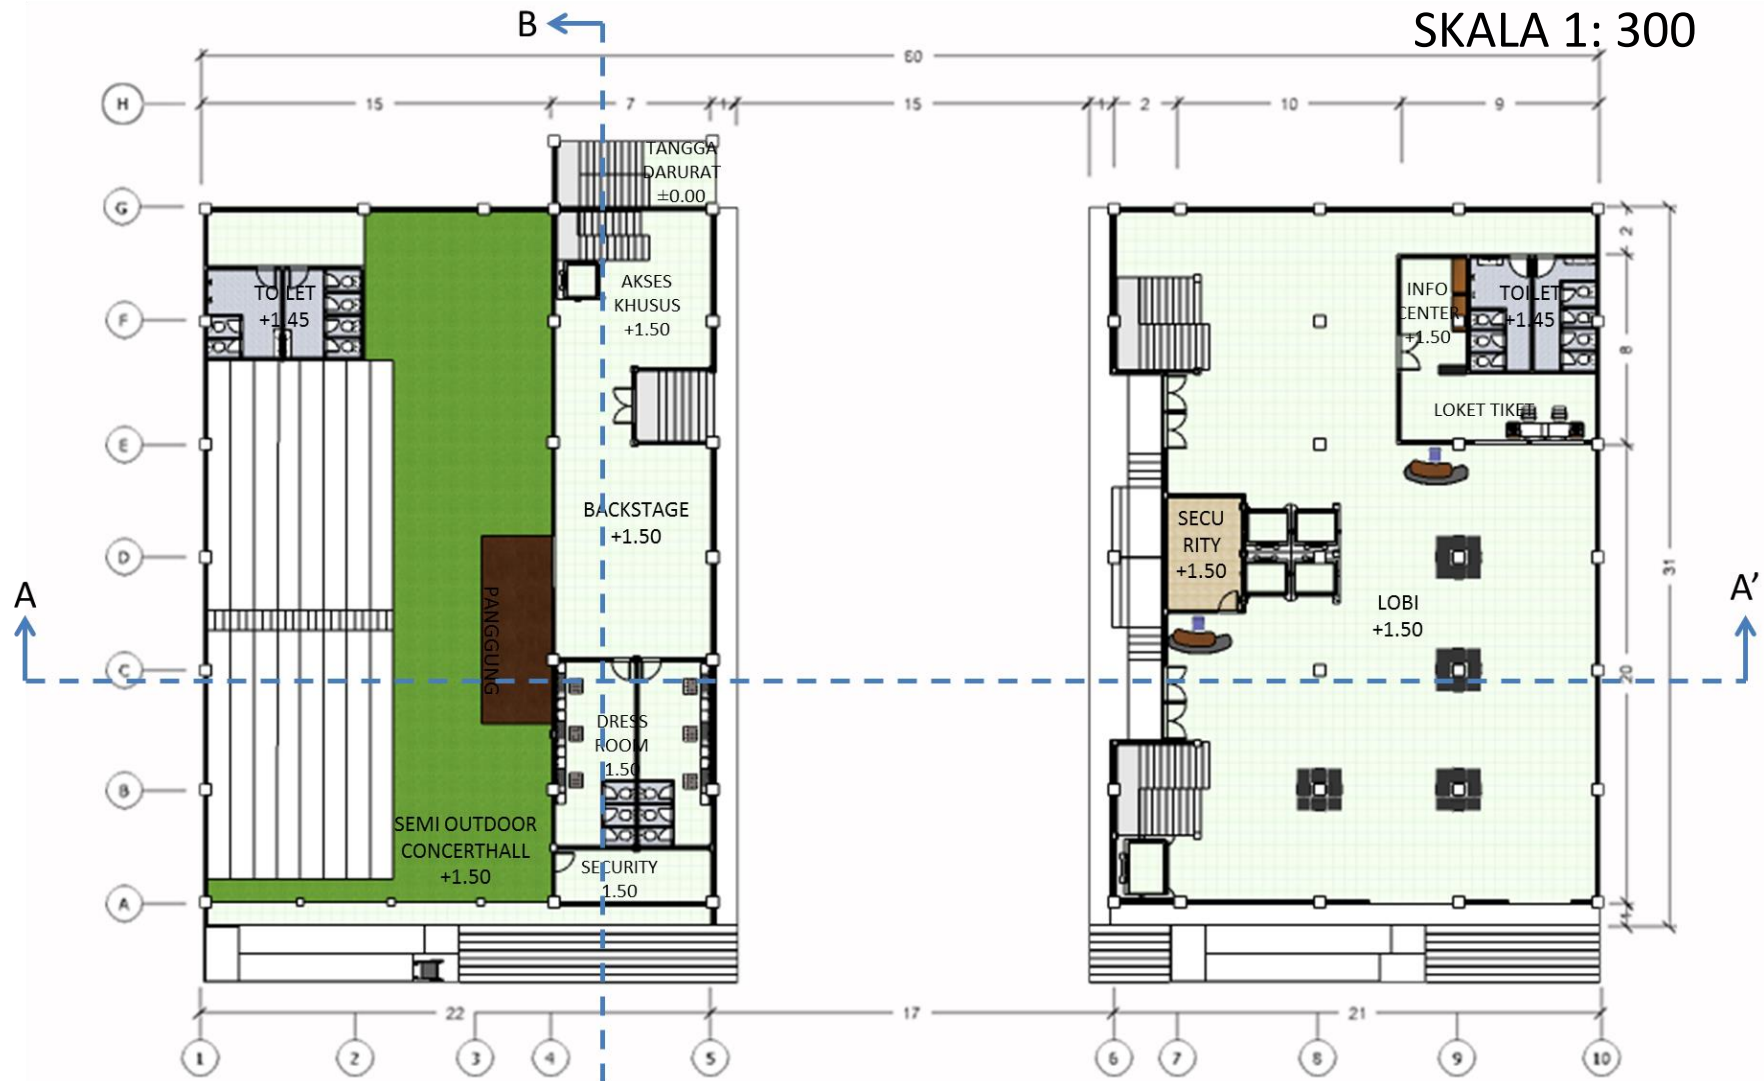 SKALA 1: 300
B
60
H
15
7
1
15
1
2
10
9
TANGGA
DARURAT
±0.00
G
2
TOILET
+1.45
AKSES
KHUSUS
+1.50
INFO
CENTER
+1.50
TOILET
+1.45
F
8
LOKET TIKET
E
BACKSTAGE
+1.50
SECU
RITY
+1.50
D
31
A
A’
PANGGUNG
LOBI
+1.50
C
20
DRESS
ROOM
1.50
B
SEMI OUTDOOR
CONCERTHALL
+1.50
SECURITY
1.50
A
1
22
17
21
1
2
3
4
5
6
7
8
9
10